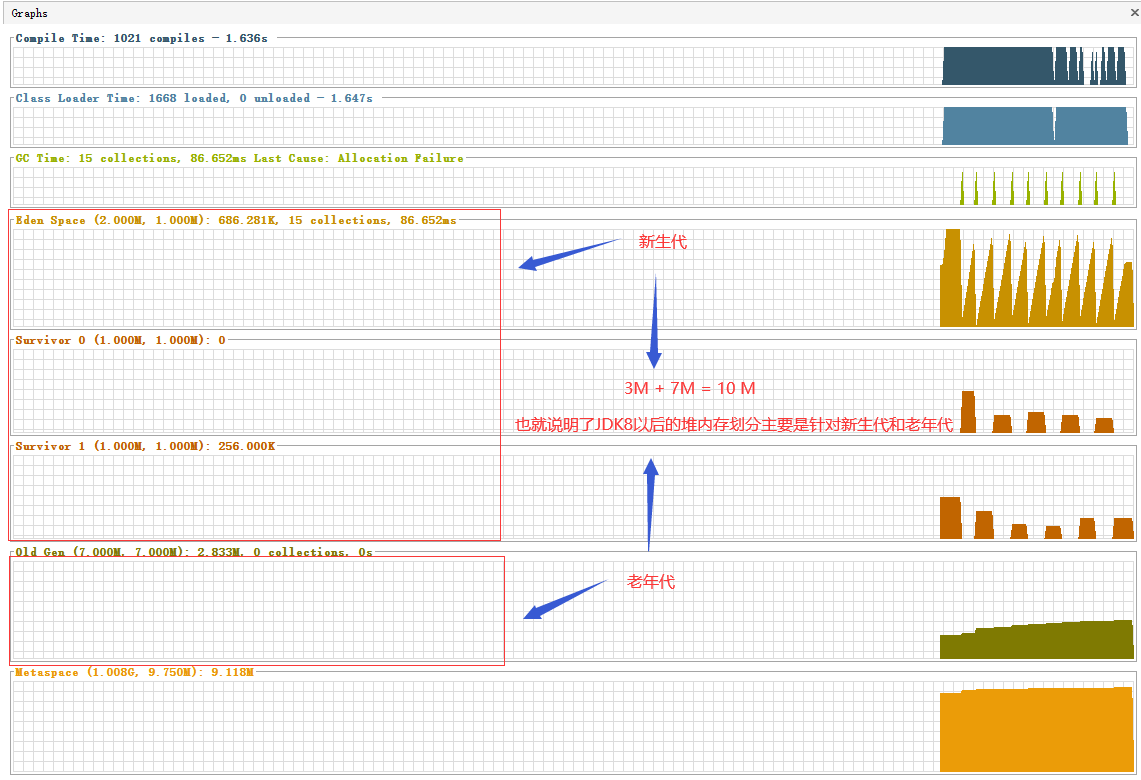 Graphs
Compile Time: 1021 compiles - 1.636s
Class Loader Time: 1668 loaded, 0 unloaded - 1.647s
GC Time: 15 collections, 86.652ms Last Cause: Allocation Failure
Eden Space (2.000M, 1.000M): 686.281K, 15 collections, 86.652ms
新生代
Survivor 0 (1.000M, 1.000M): 0
3M + 7M = 10 M
也就说明了JDK8以后的堆内存划分主要是针对新生代和老年代
Survivor 1 (1.000M, 1.000M): 256.000K
Old Gen (7.000M, 7.000M): 2.833M, 0 collections, 0s
老年代
Metaspace (1.008G, 9.750M): 9.118M